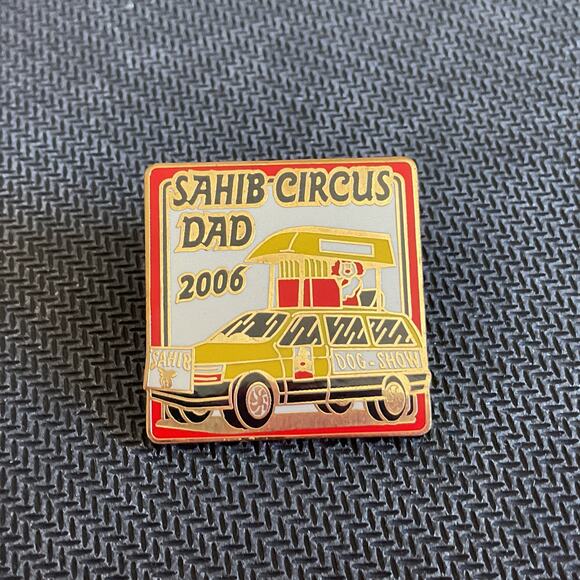 SAHIB-CIRCUS
DAD
2006
SAHIB
DOG-SHOW